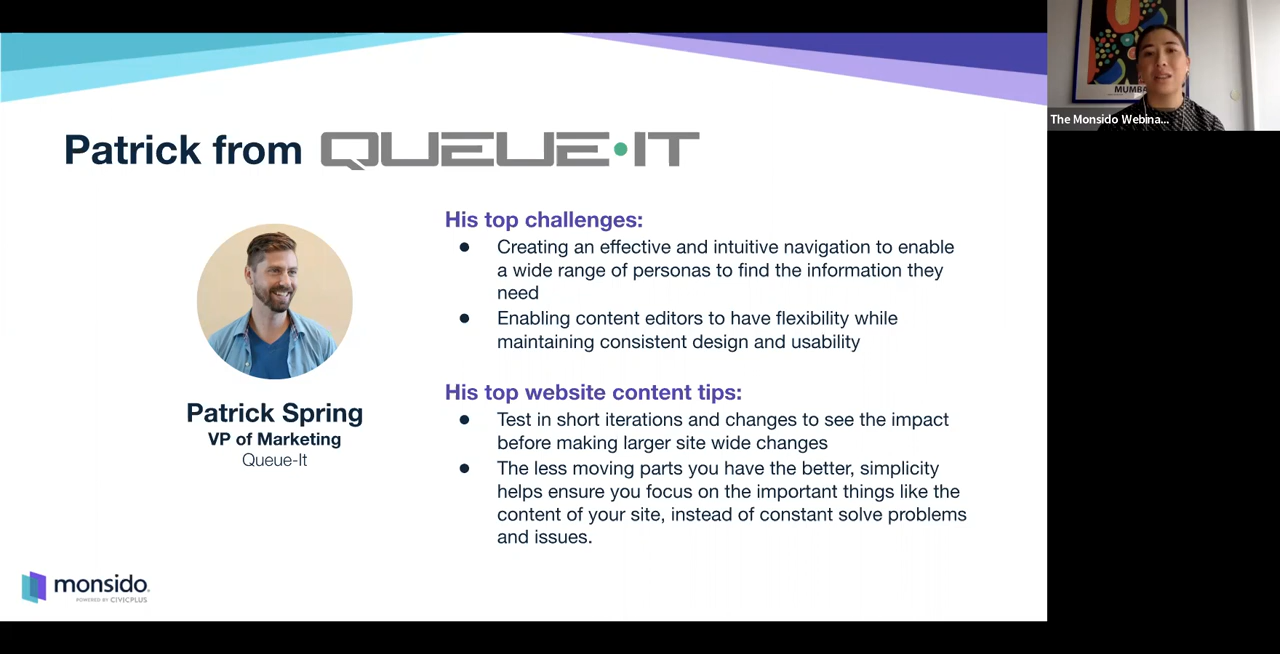 MUMBA
The Monsido Webina...
Patrick from QUEUE-IT
His top challenges:
● Creating an effective and intuitive navigation to enable
a wide range of personas to find the information they
need
● Enabling content editors to have flexibility while
maintaining consistent design and usability
Patrick Spring
VP of Marketing
Queue-It
His top website content tips:
● Test in short iterations and changes to see the impact
before making larger site wide changes
● The less moving parts you have the better, simplicity
helps ensure you focus on the important things like the
content of your site, instead of constant solve problems
and issues.
monsido
POWERED BY CIVICPLUS